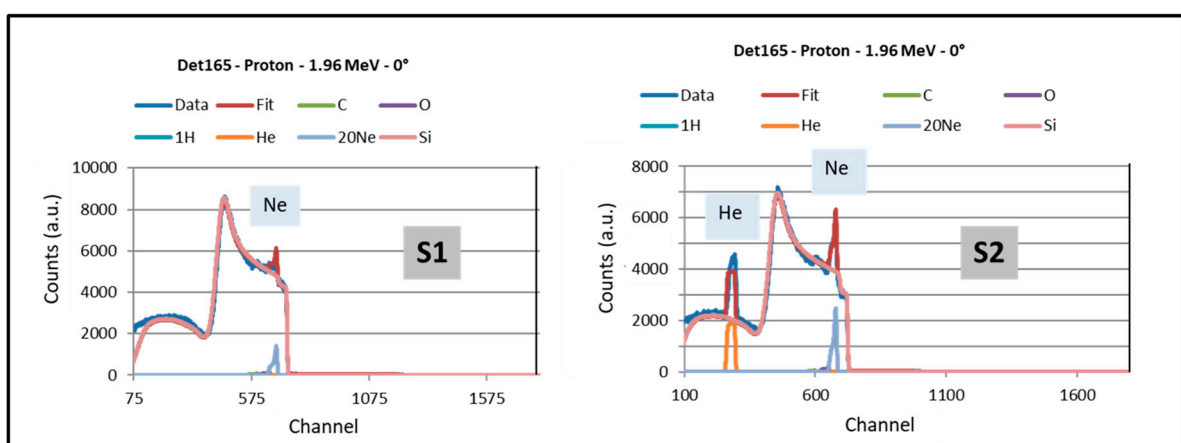 Det165 - Proton - 1.96 MeV - 0°
Data Fit C O
1H He 20Ne Si
Counts (a.u.)
10000
8000
6000
4000
2000
0
Ne
S1
75 575 1075 1575
Channel
Det165 - Proton - 1.96 MeV - 0°
Data Fit C O
1H He 20Ne Si
Counts (a.u.)
8000
6000
4000
2000
0
He
Ne
S2
100 600 1100 1600
Channel